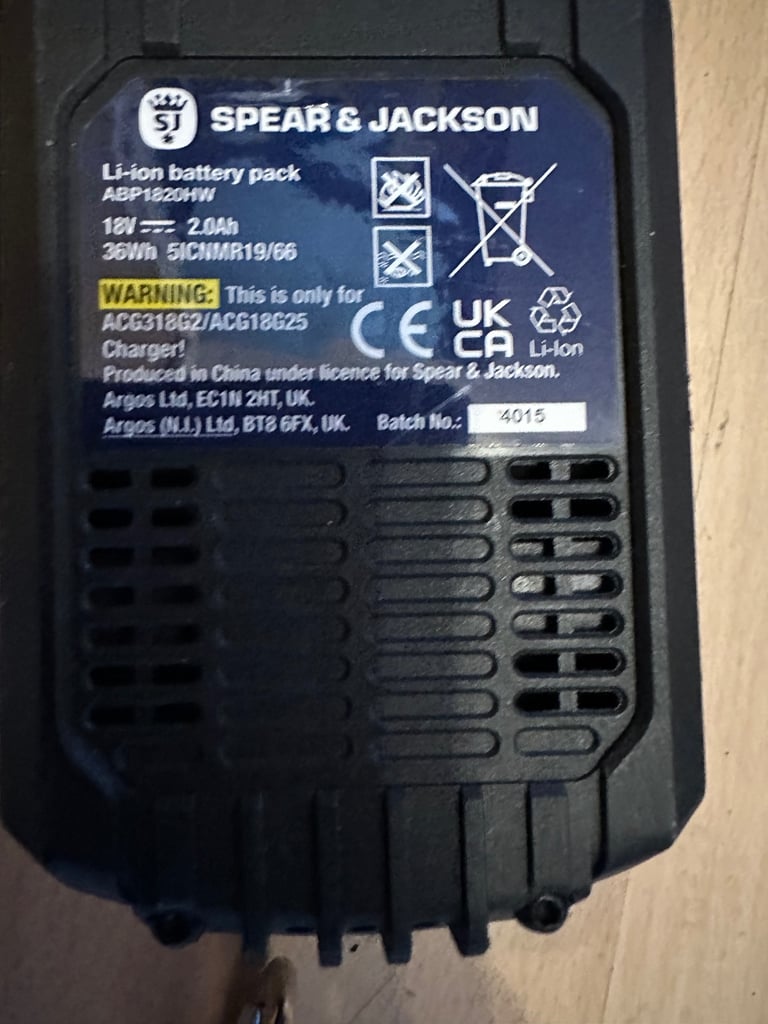 SJ
SPEAR & JACKSON
Li-ion battery pack
ABP1820HW
18V 2.0Ah
36Wh 5ICNMR19/66
WARNING: This is only for
ACG318G2/ACG18G25
Charger!
CE
UK
CA
Li-Ion
Produced in China under licence for Spear & Jackson.
Argos Ltd, EC1N 2HT, UK.
Argos (N.I.) Ltd, BT8 6FX, UK. Batch No.: 4015